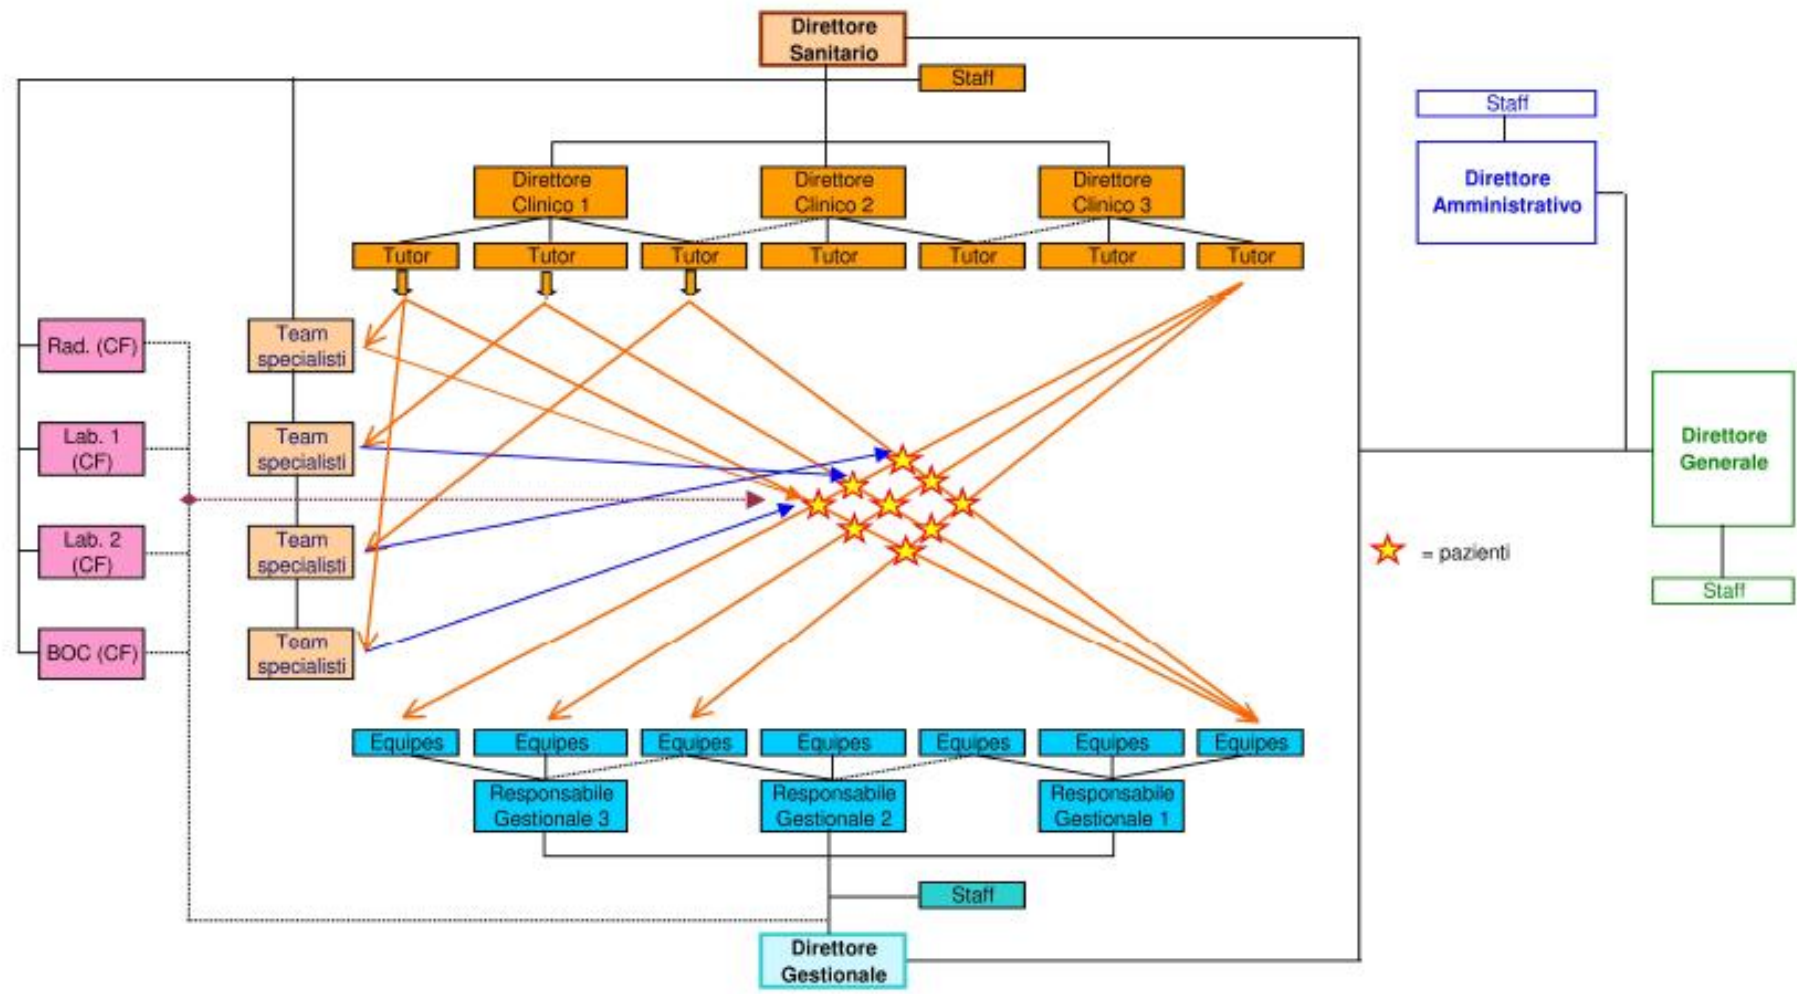 Direttore
Sanitario
Staff
Staff
Direttore
Amministrativo
Direttore
Clinico 1
Direttore
Clinico 2
Direttore
Clinico 3
Tutor
Tutor
Tutor
Tutor
Tutor
Tutor
Tutor
Rad. (CF)
Team
specialisti
Lab. 1
(CF)
Team
specialisti
Direttore
Generale
Lab. 2
(CF)
Team
specialisti
= pazienti
Staff
BOC (CF)
Team
specialisti
Equipes
Equipes
Equipes
Equipes
Equipes
Equipes
Equipes
Responsabile
Gestionale 3
Responsabile
Gestionale 2
Responsabile
Gestionale 1
Staff
Direttore
Gestionale